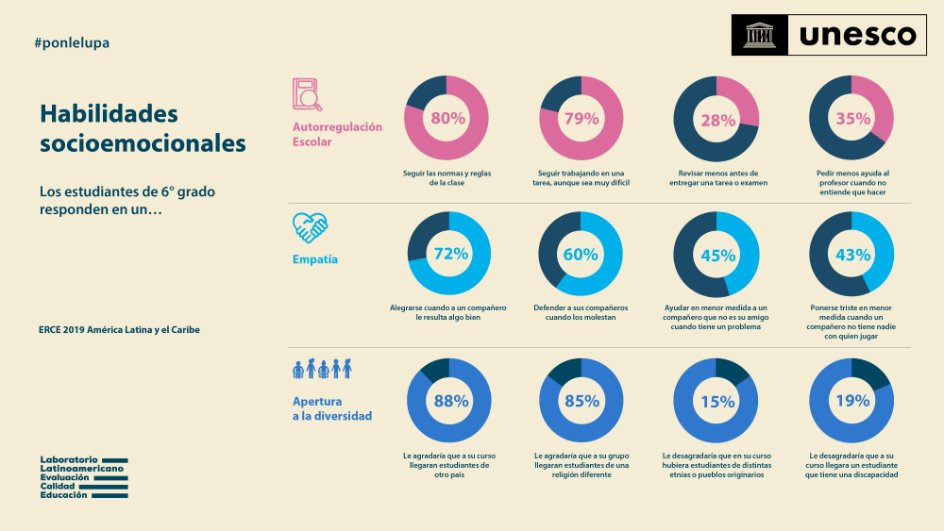 #ponlelupa
unesco
Habilidades
socioemocionales
Los estudiantes de 6° grado
responden en un…
ERCE 2019 América Latina y el Caribe
Autorregulación
Escolar
80%
Seguir las normas y reglas
de la clase
79%
Seguir trabajando en una
tarea, aunque sea muy difícil
28%
Revisar menos antes de
entregar una tarea o examen
35%
Pedir menos ayuda al
profesor cuando no
entiende que hacer
Empatía
72%
Alegrarse cuando a un compañero
le resulta algo bien
60%
Defender a sus compañeros
cuando los molestan
45%
Ayudar en menor medida a un
compañero que no es su amigo
cuando tiene un problema
43%
Ponerse triste en menor
medida cuando un
compañero no tiene nadie
con quien jugar
Apertura
a la diversidad
88%
Le agradaría que a su curso
llegaran estudiantes de
otro país
85%
Le agradaría que a su grupo
llegaran estudiantes de una
religión diferente
15%
Le desagradaría que en su curso
hubiera estudiantes de distintas
etnias o pueblos originarios
19%
Le desagradaría que a su
curso llegara un estudiante
que tiene una discapacidad
Laboratorio
Latinoamericano
Evaluación
Calidad
Educación